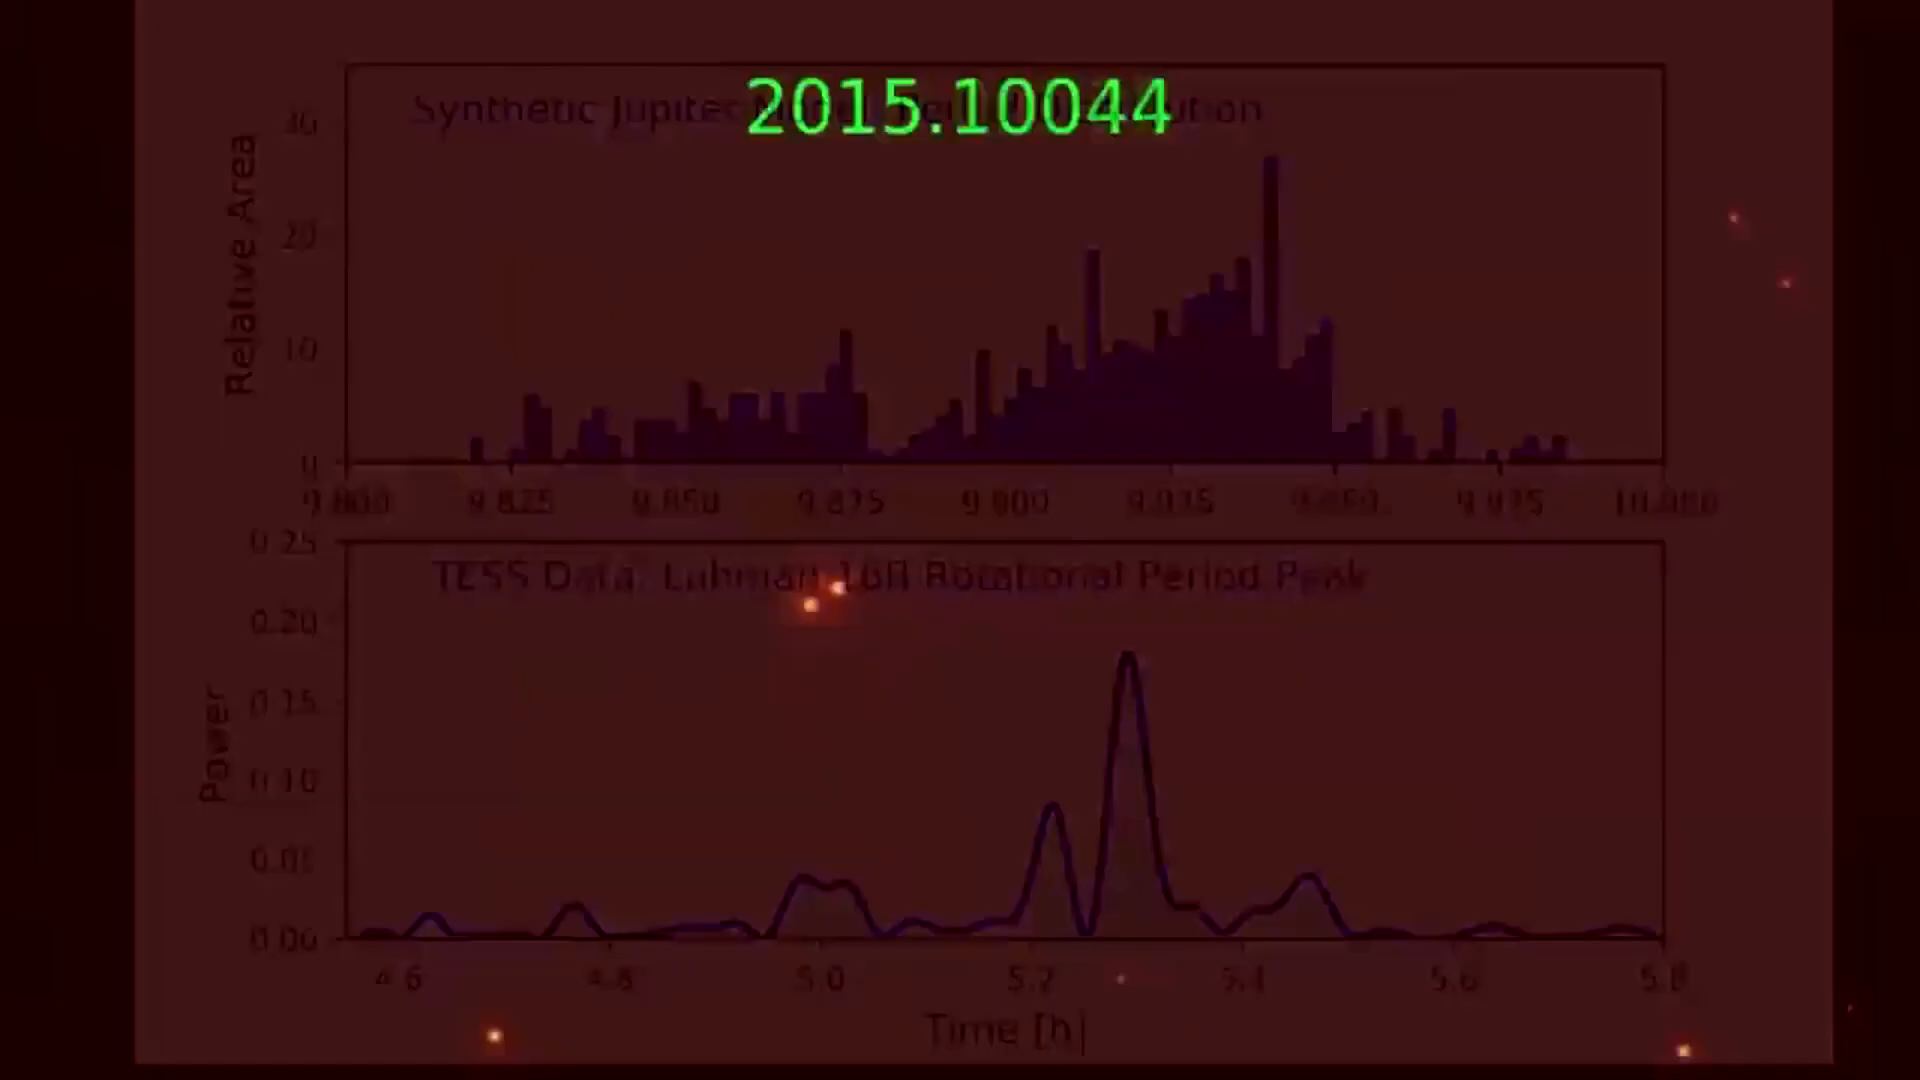 2015.10044
Synthetic Jupiter
Relative Area
30
20
10
0
9.800 9.825 9.850 9.875 9.900 9.925 9.950 9.975 10.000
TESS Data: Luhman 16B Rotational Period Peak
Power
0.25
0.20
0.15
0.10
0.05
0.00
4.6 4.8 5.0 5.2 5.4 5.6 5.8
Time [h]